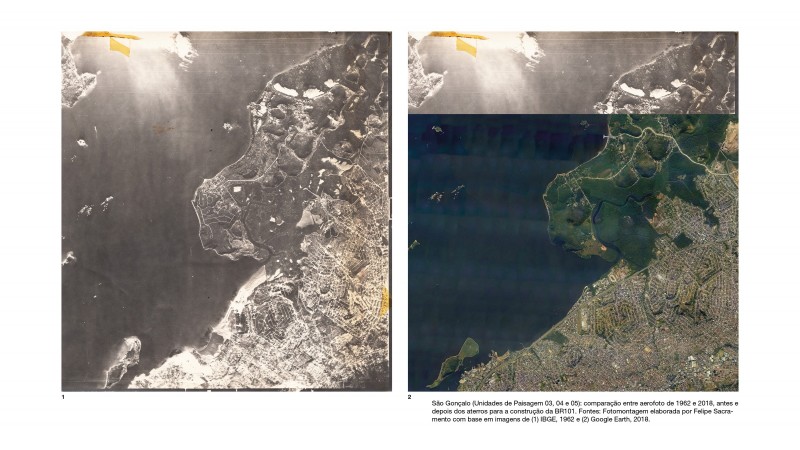 1
2
São Gonçalo (Unidades de Paisagem 03, 04 e 05): comparação entre aerofoto de 1962 e 2018, antes e
depois dos aterros para a construção da BR101. Fontes: Fotomontagem elaborada por Felipe Sacra-
mento com base em imagens de (1) IBGE, 1962 e (2) Google Earth, 2018.